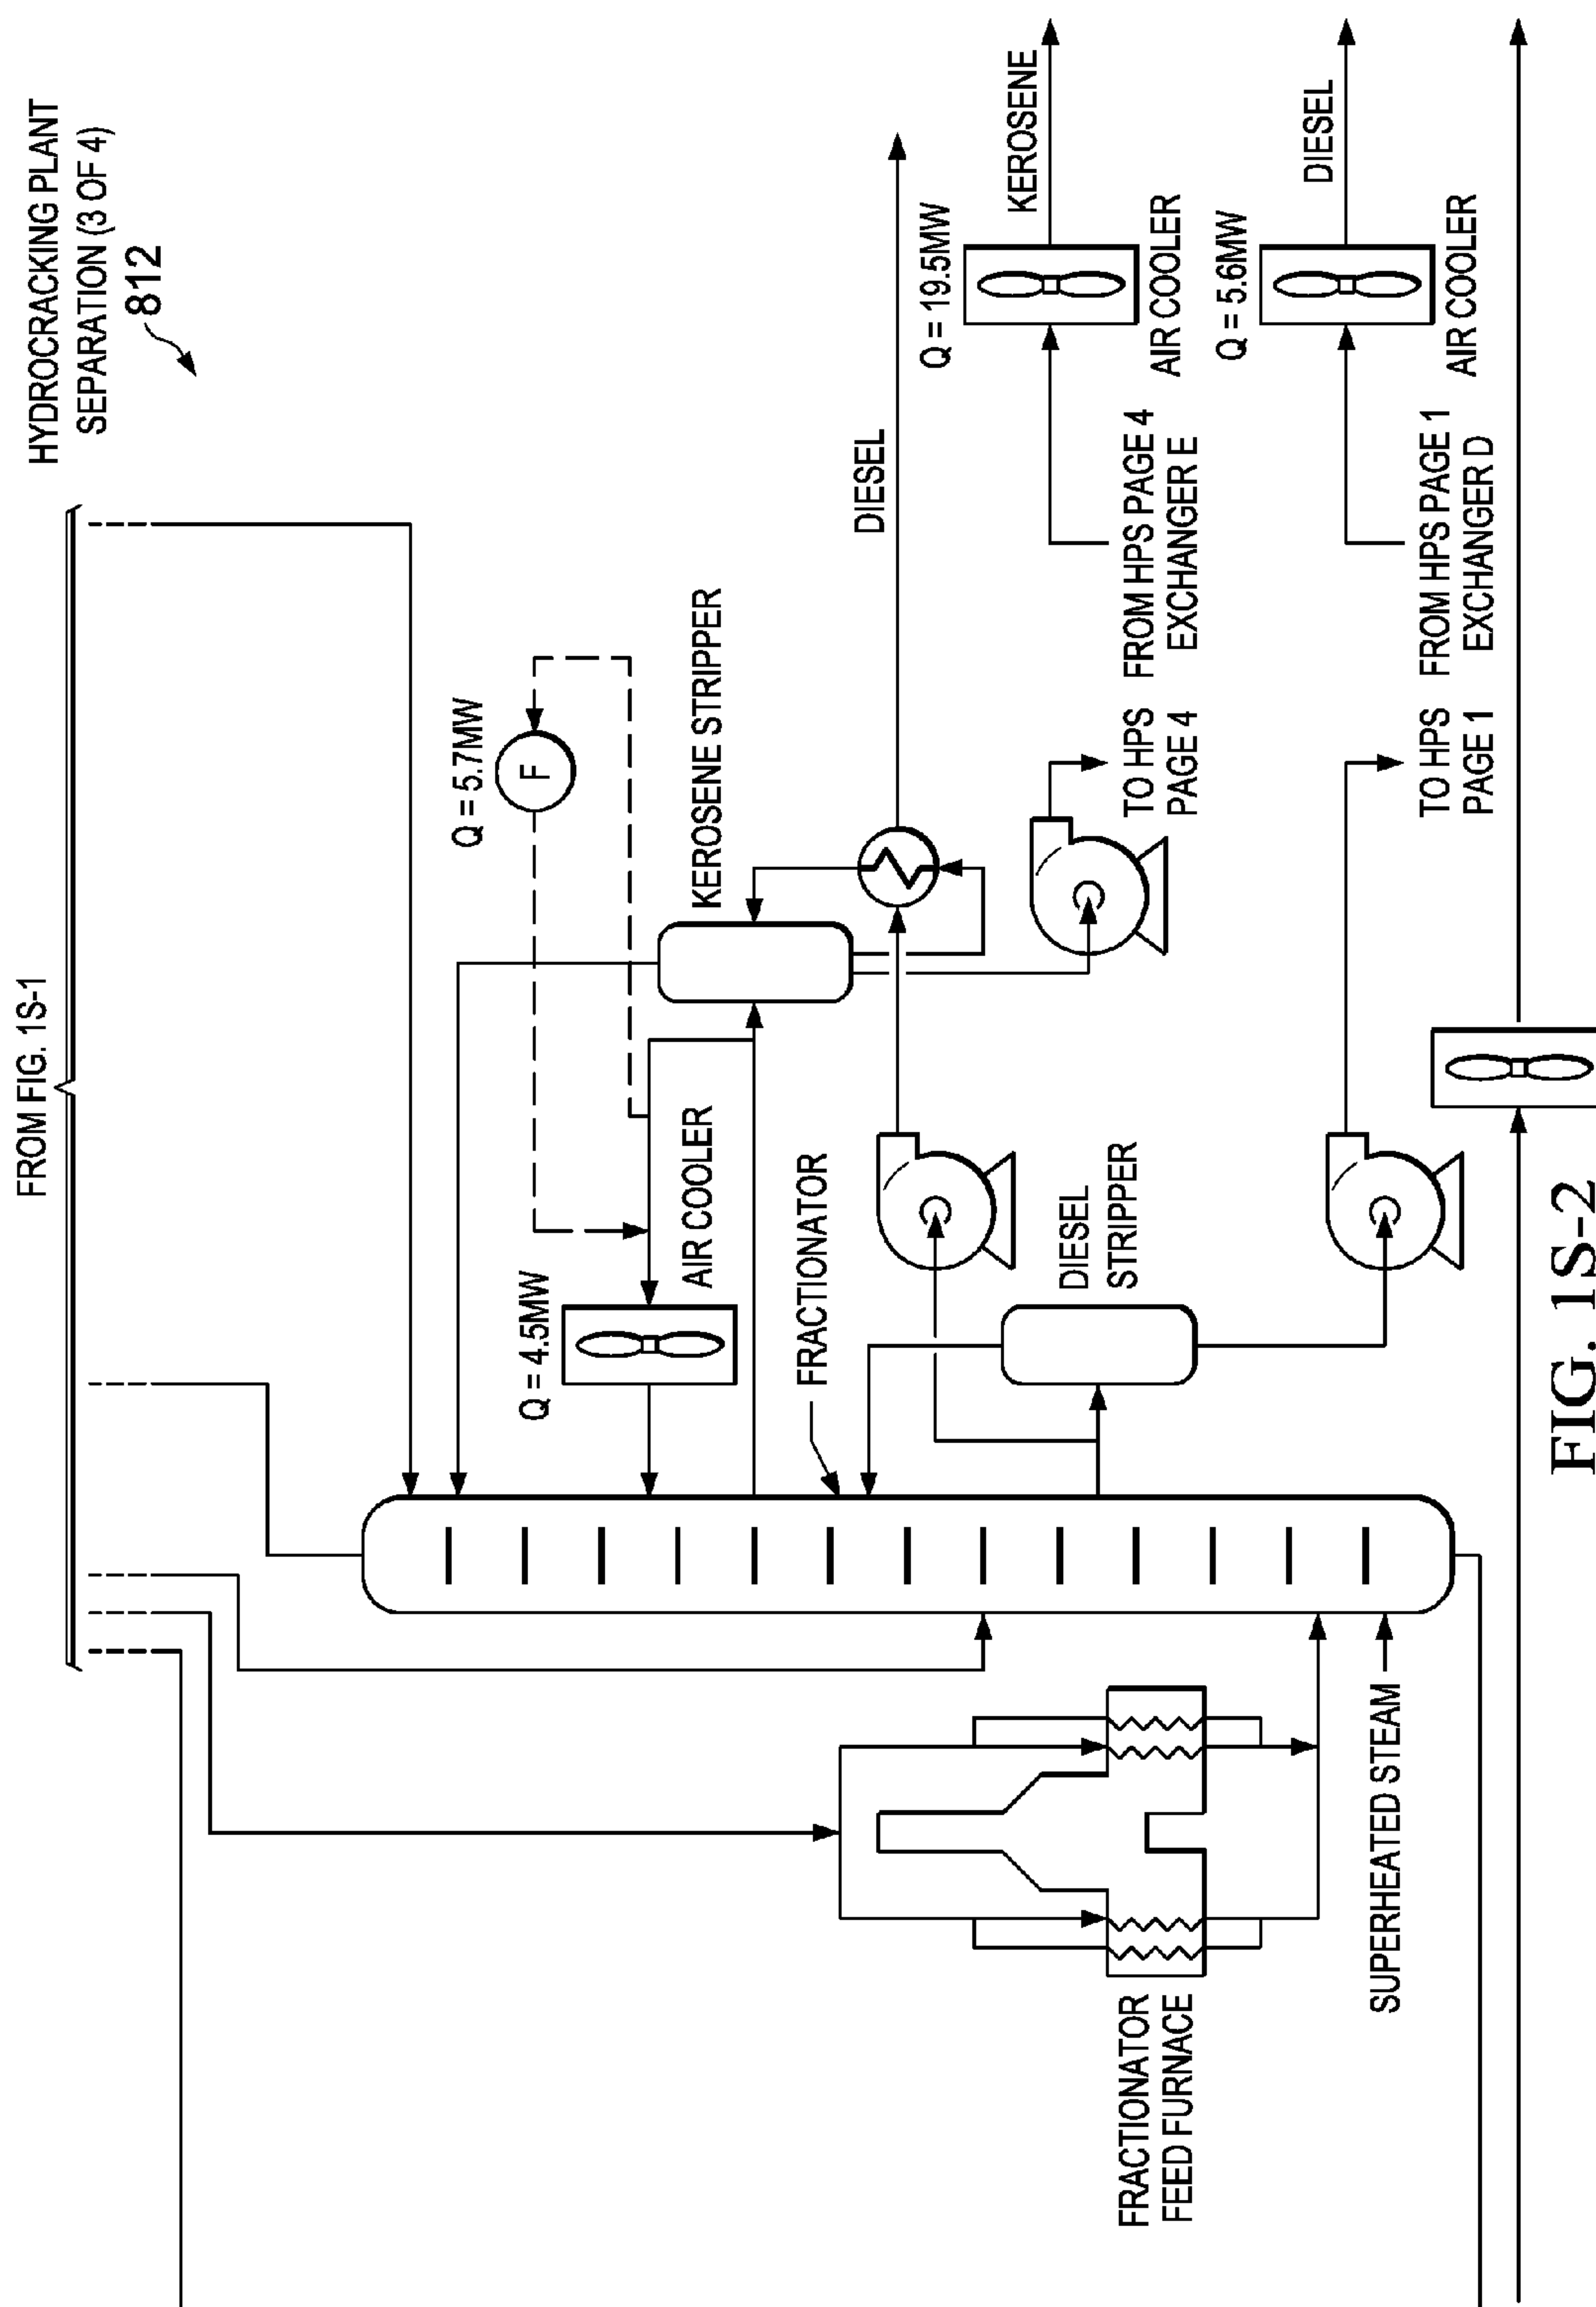 HYDROCRACKING PLANT
SEPARATION (3 OF 4)
812
FROM FIG. 1S-1
Q = 5.7MW
F
KEROSENE STRIPPER
Q = 4.5MW
AIR COOLER
FRACTIONATOR
DIESEL
Q = 19.5MW
KEROSENE
AIR COOLER
DIESEL
STRIPPER
TO HPS
PAGE 4
FROM HPS PAGE 4
EXCHANGER E
Q = 5.6MW
DIESEL
AIR COOLER
FRACTIONATOR
FEED FURNACE
SUPERHEATED STEAM
TO HPS
PAGE 1
FROM HPS PAGE 1
EXCHANGER D
FIG. 1S-2